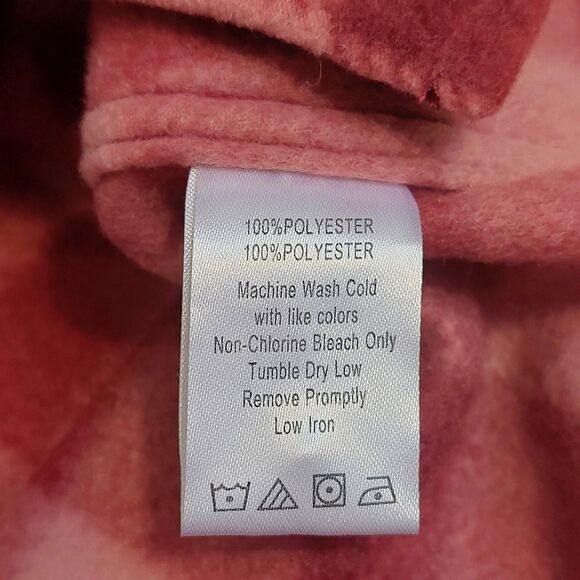 100%POLYESTER
100%POLYESTER
Machine Wash Cold
with like colors
Non-Chlorine Bleach Only
Tumble Dry Low
Remove Promptly
Low Iron